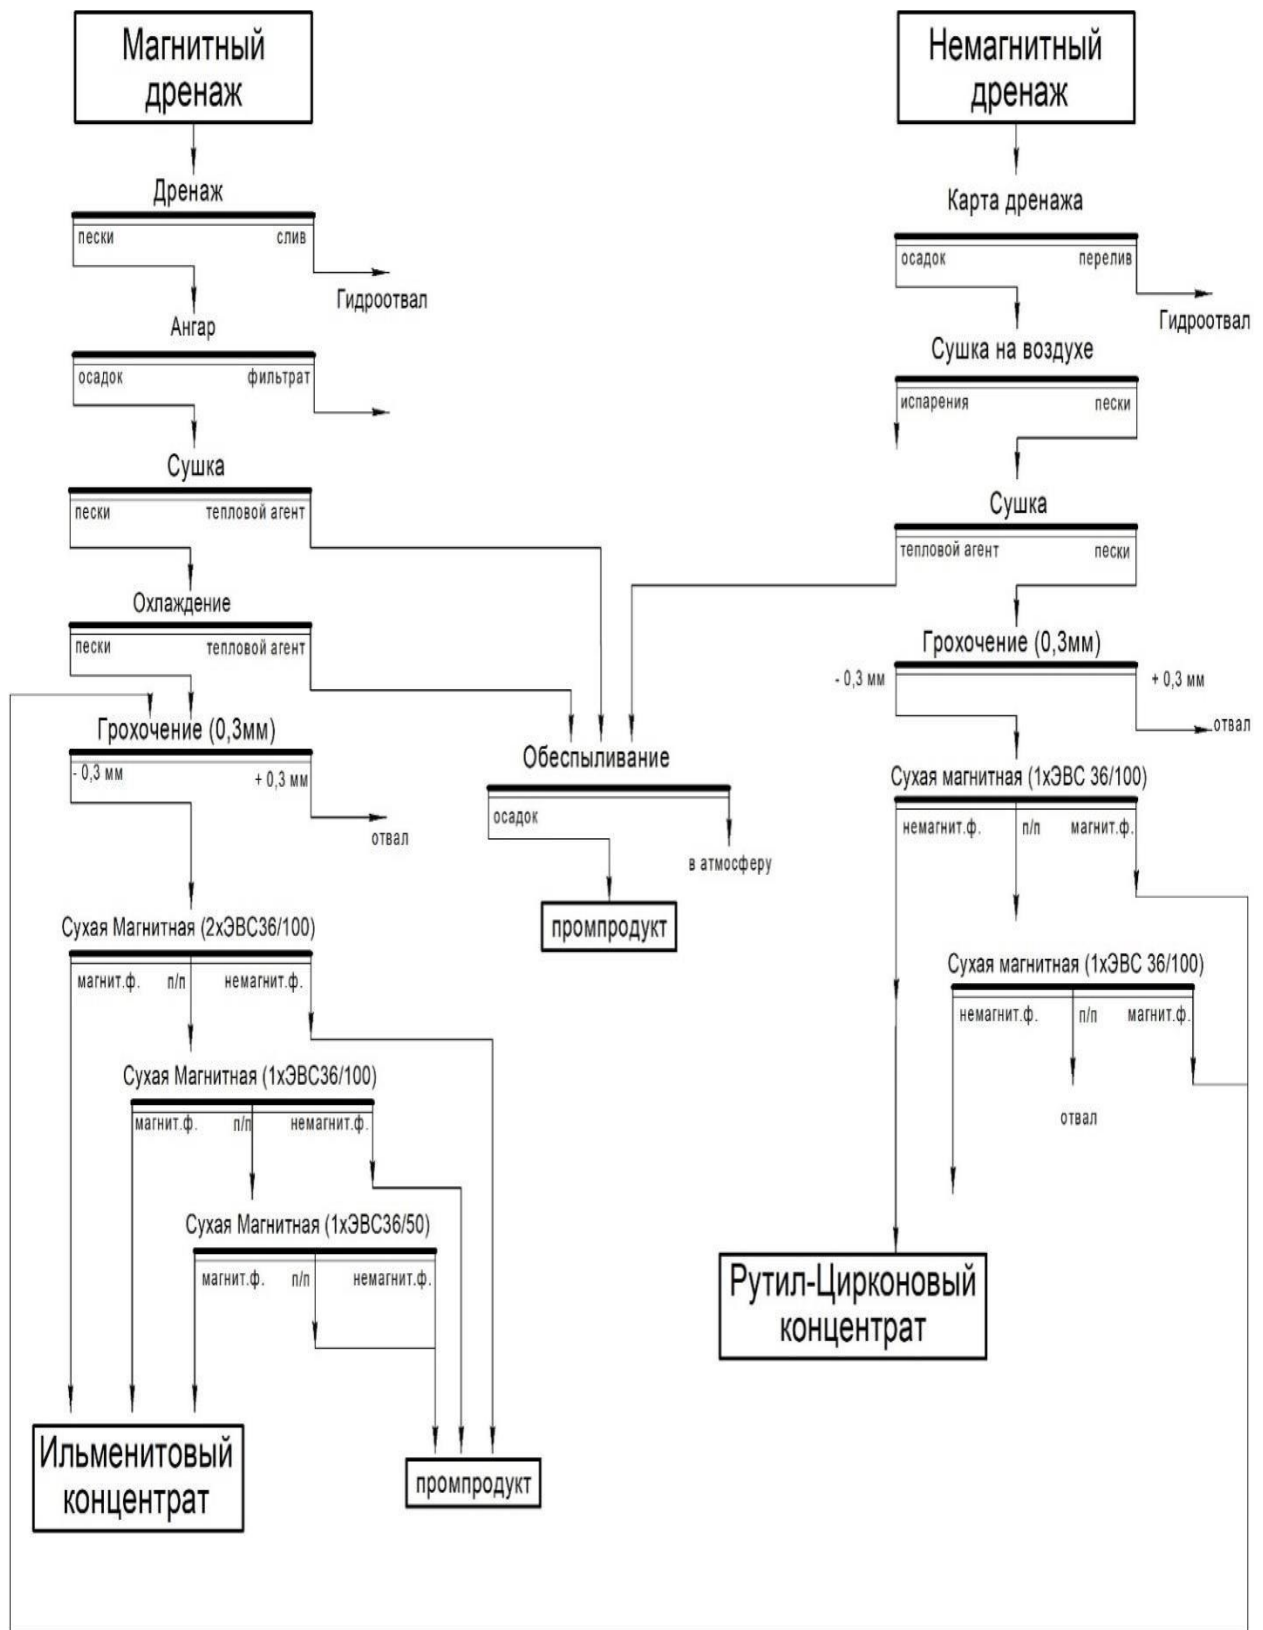 Магнитный
дренаж
Дренаж
пески
слив
Гидроотвал
Ангар
осадок
фильтрат
Сушка
пески
тепловой агент
Охлаждение
пески
тепловой агент
Грохочение (0,3мм)
- 0,3 мм
+ 0,3 мм
отвал
Сухая Магнитная (2хЭВС36/100)
магнит.ф.
п/п
немагнит.ф.
Сухая Магнитная (1хЭВС36/100)
магнит.ф.
п/п
немагнит.ф.
Сухая Магнитная (1хЭВС36/50)
магнит.ф.
п/п
немагнит.ф.
Ильменитовый
концентрат
промпродукт
Обеспыливание
осадок
в атмосферу
промпродукт
Немагнитный
дренаж
Карта дренажа
осадок
перелив
Гидроотвал
Сушка на воздухе
испарения
пески
Сушка
тепловой агент
пески
Грохочение (0,3мм)
- 0,3 мм
+ 0,3 мм
отвал
Сухая магнитная (1хЭВС 36/100)
немагнит.ф.
п/п
магнит.ф.
Сухая магнитная (1хЭВС 36/100)
немагнит.ф.
п/п
магнит.ф.
отвал
Рутил-Цирконовый
концентрат